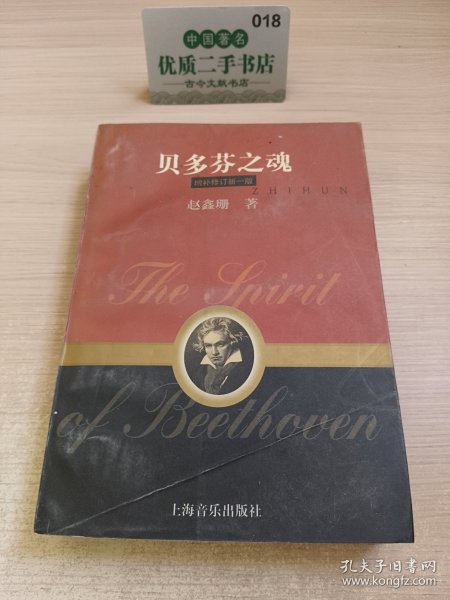 018
中国著名
优质二手书店
古今文献书店
贝多芬之魂
增补修订新一版
ZHIHUN
赵鑫珊 著
The Spirit
of Beethoven
上海音乐出版社
孔夫子旧书网
www.kongfz.com